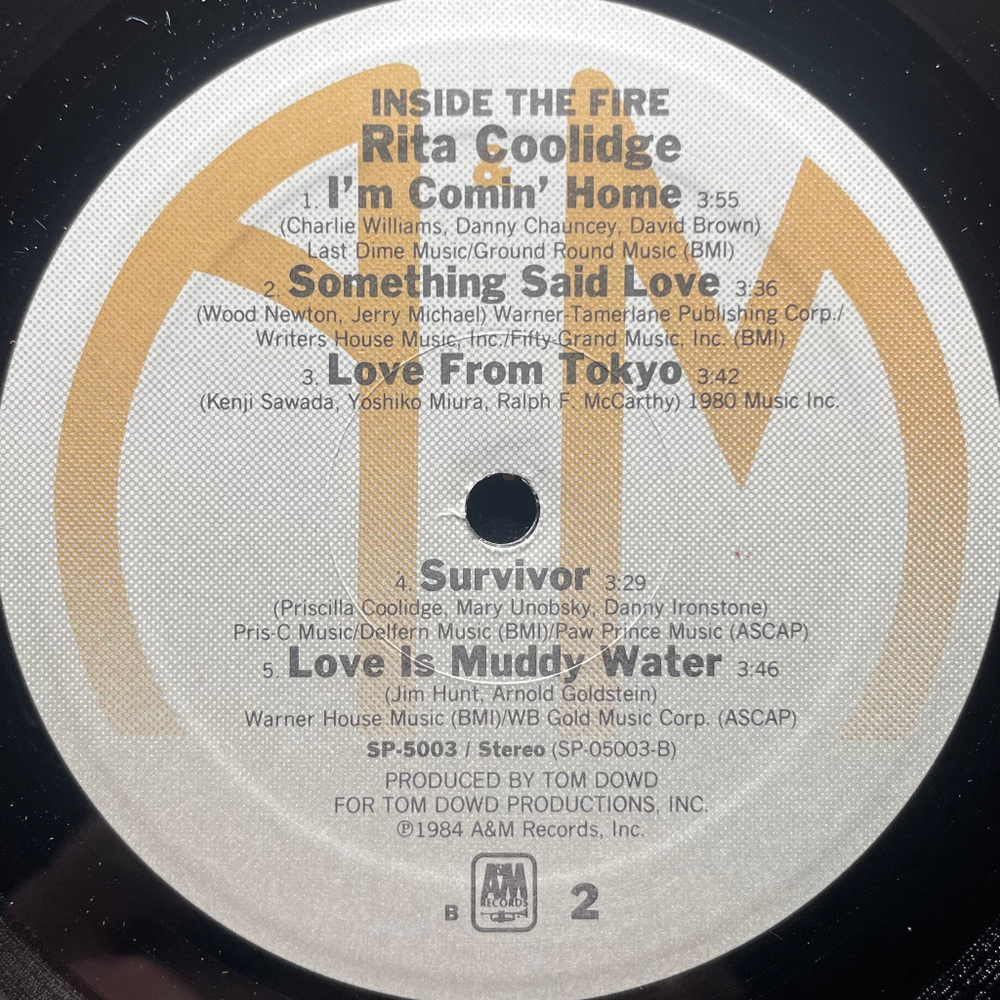 INSIDE THE FIRE
Rita Coolidge
&
1. I'm Comin' Home 3:55
(Charlie Williams, Danny Chauncey, David Brown)
Last Dime Music/Ground Round Music (BMI)
2. Something Said Love 3:36
(Wood Newton, Jerry Michael) Warner-Tamerlane Publishing Corp./
Writers House Music, Inc./Fifty Grand Music, Inc. (BMI)
3. Love From Tokyo 3:42
(Kenji Sawada, Yoshiko Miura, Ralph F. McCarthy) 1980 Music Inc.
4. Survivor 3:29
(Priscilla Coolidge, Mary Unobsky, Danny Ironstone)
Pris-C Music/Delfern Music (BMI)/Paw Prince Music (ASCAP)
5. Love Is Muddy Water 3:46
(Jim Hunt, Arnold Goldstein)
Warner House Music (BMI)/WB Gold Music Corp. (ASCAP)
SP-5003 / Stereo (SP-05003-B)
PRODUCED BY TOM DOWD
FOR TOM DOWD PRODUCTIONS, INC.
℗1984 A&M Records, Inc.
A&M
RECORDS
B 2